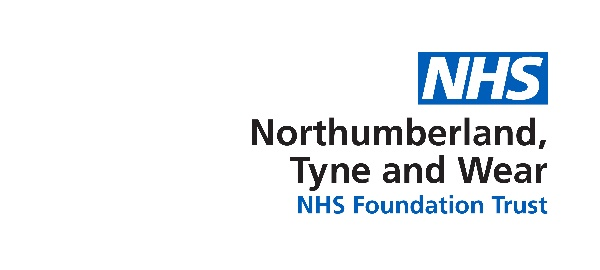 NHS
Northumberland,
Tyne and Wear
NHS Foundation Trust